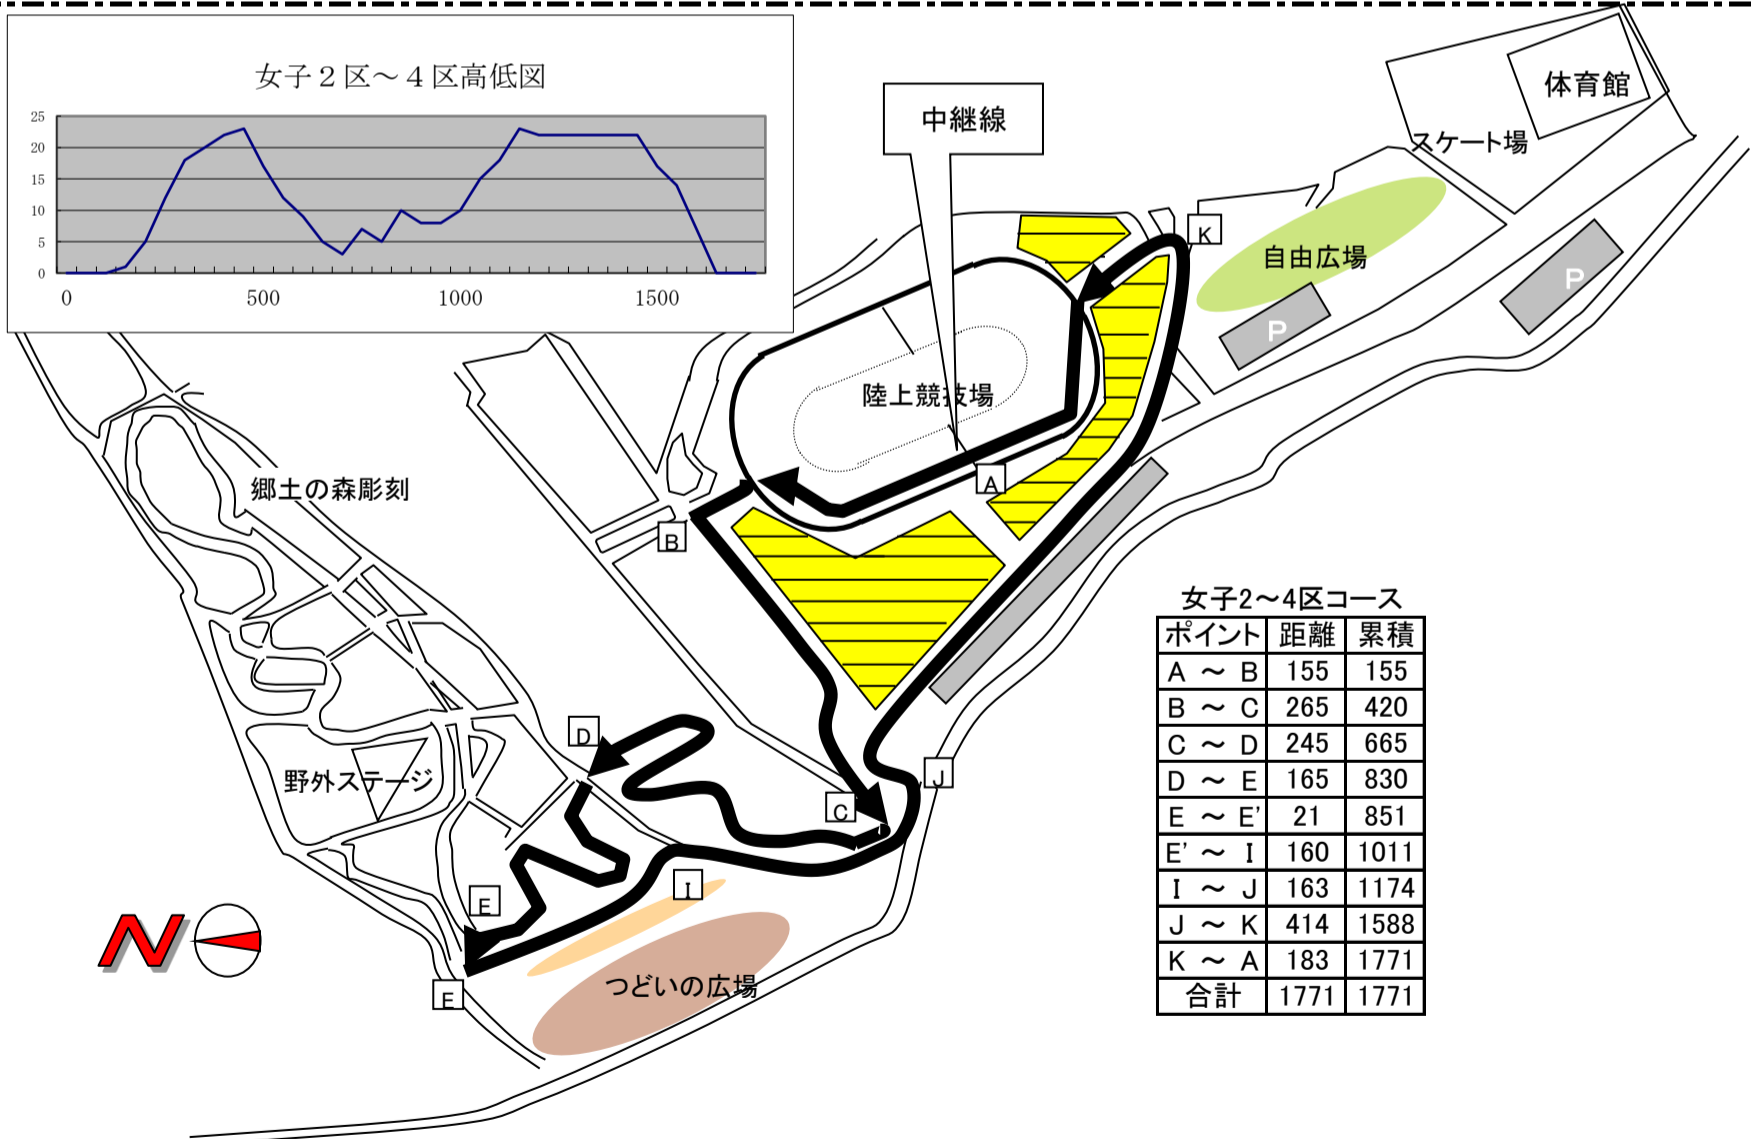 女子２区～４区高低図
25
20
15
10
5
0
0 500 1000 1500
中継線
体育館
スケート場
K
自由広場
P
P
陸上競技場
A
郷土の森彫刻
B
女子2～4区コース
ポイント 距離 累積
A ～ B 155 155
B ～ C 265 420
C ～ D 245 665
D ～ E 165 830
E ～ E' 21 851
E' ～ I 160 1011
I ～ J 163 1174
J ～ K 414 1588
K ～ A 183 1771
合計 1771 1771
D
J
野外ステージ
C
I
E
N
つどいの広場
E